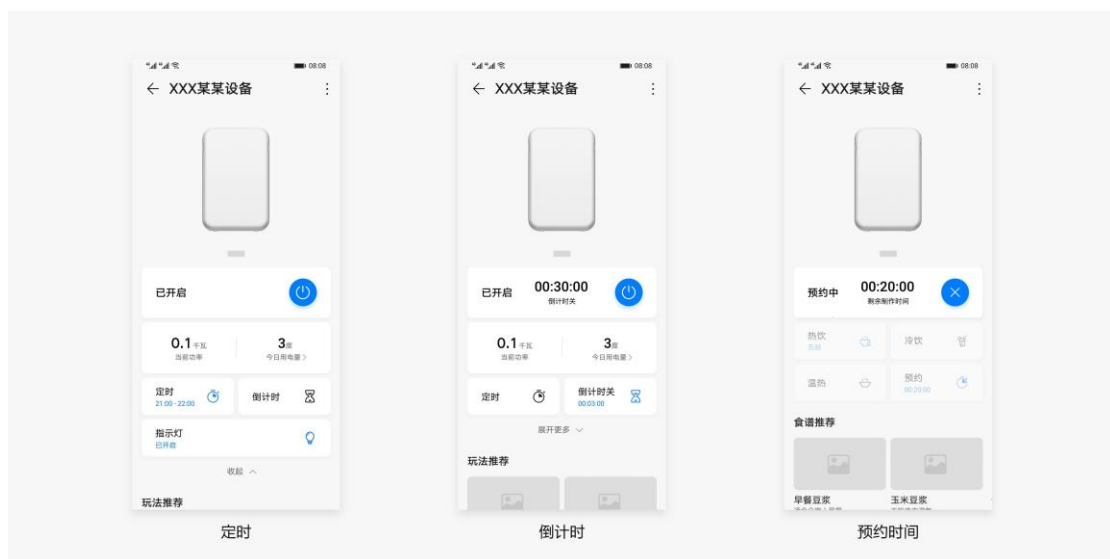 08:08
XXX某某设备
已开启
0.1千瓦
当前功率
3度
今日用电量
定时
21:00 - 22:00
倒计时
指示灯
已开启
收起
玩法推荐
定时
08:08
XXX某某设备
已开启
00:30:00
倒计时关
0.1千瓦
当前功率
3度
今日用电量
定时
倒计时关
00:03:00
展开更多
玩法推荐
倒计时
08:08
XXX某某设备
预约中
00:20:00
剩余制作时间
热饮
冷饮
温热
预约
00:20:00
食谱推荐
早餐豆浆
玉米豆浆
预约时间